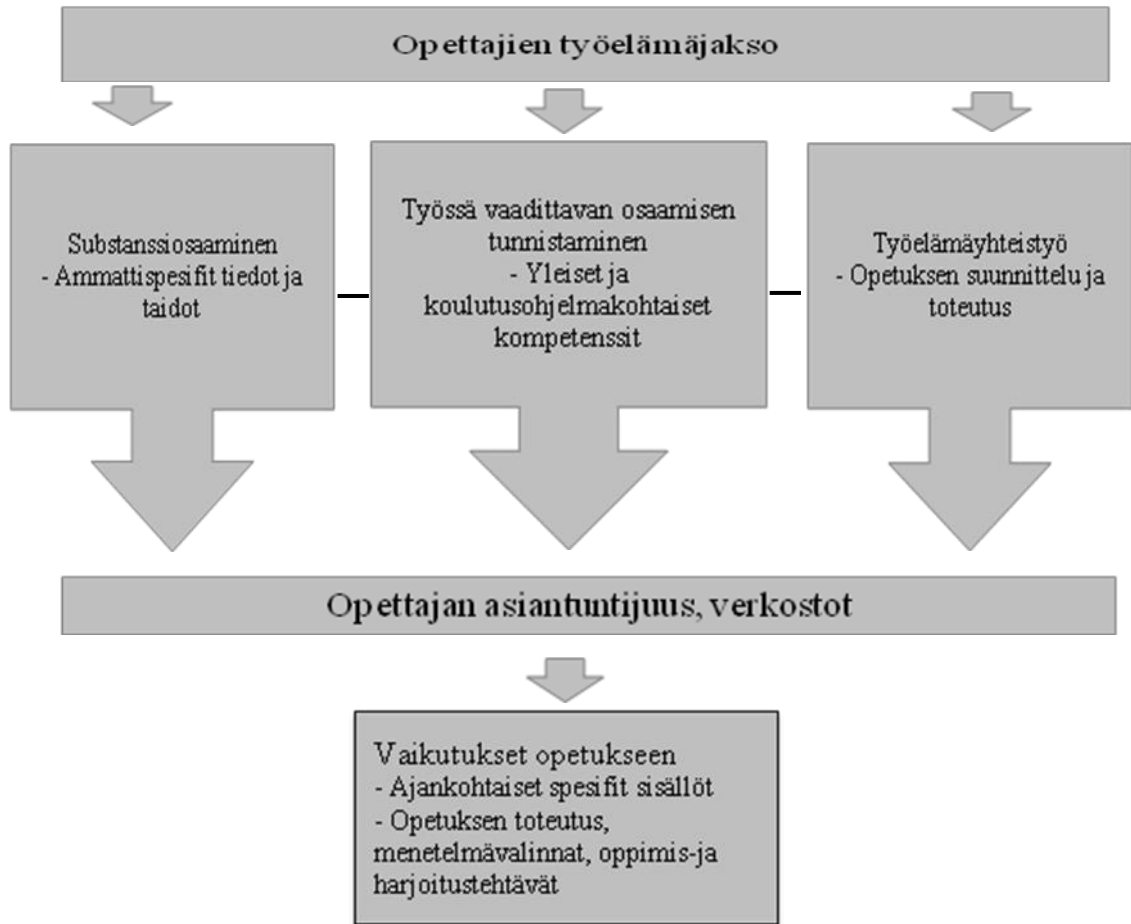 Opettajien työelämäjakso
Substanssiosaaminen
- Ammattispesifit tiedot ja
taidot
Työssä vaadittavan osaamisen
tunnistaminen
- Yleiset ja
koulutusohjelmakohtaiset
kompetenssit
Työelämäyhteistyö
- Opetuksen suunnittelu ja
toteutus
Opettajan asiantuntijuus, verkostot
Vaikutukset opetukseen
- Ajankohtaiset spesifit sisällöt
- Opetuksen toteutus,
menetelmävalinnat, oppimis-ja
harjoitustehtävät